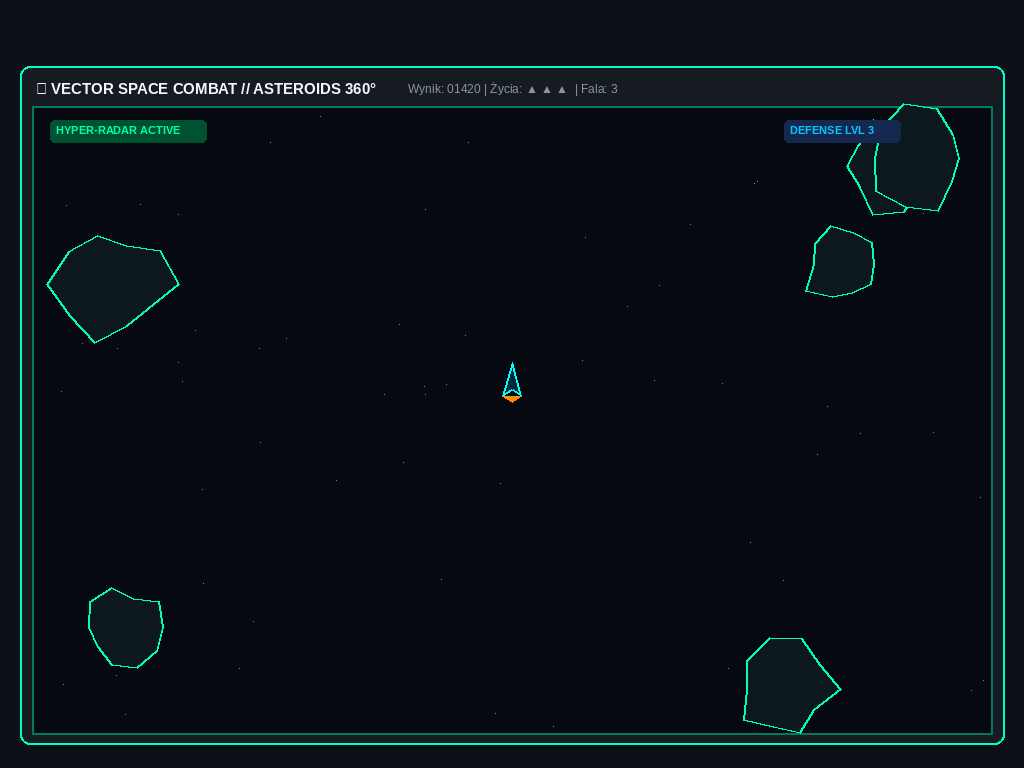 ▯ VECTOR SPACE COMBAT // ASTEROIDS 360° Wynik: 01420 | Życia: ▲ ▲ ▲ | Fala: 3
HYPER-RADAR ACTIVE
DEFENSE LVL 3